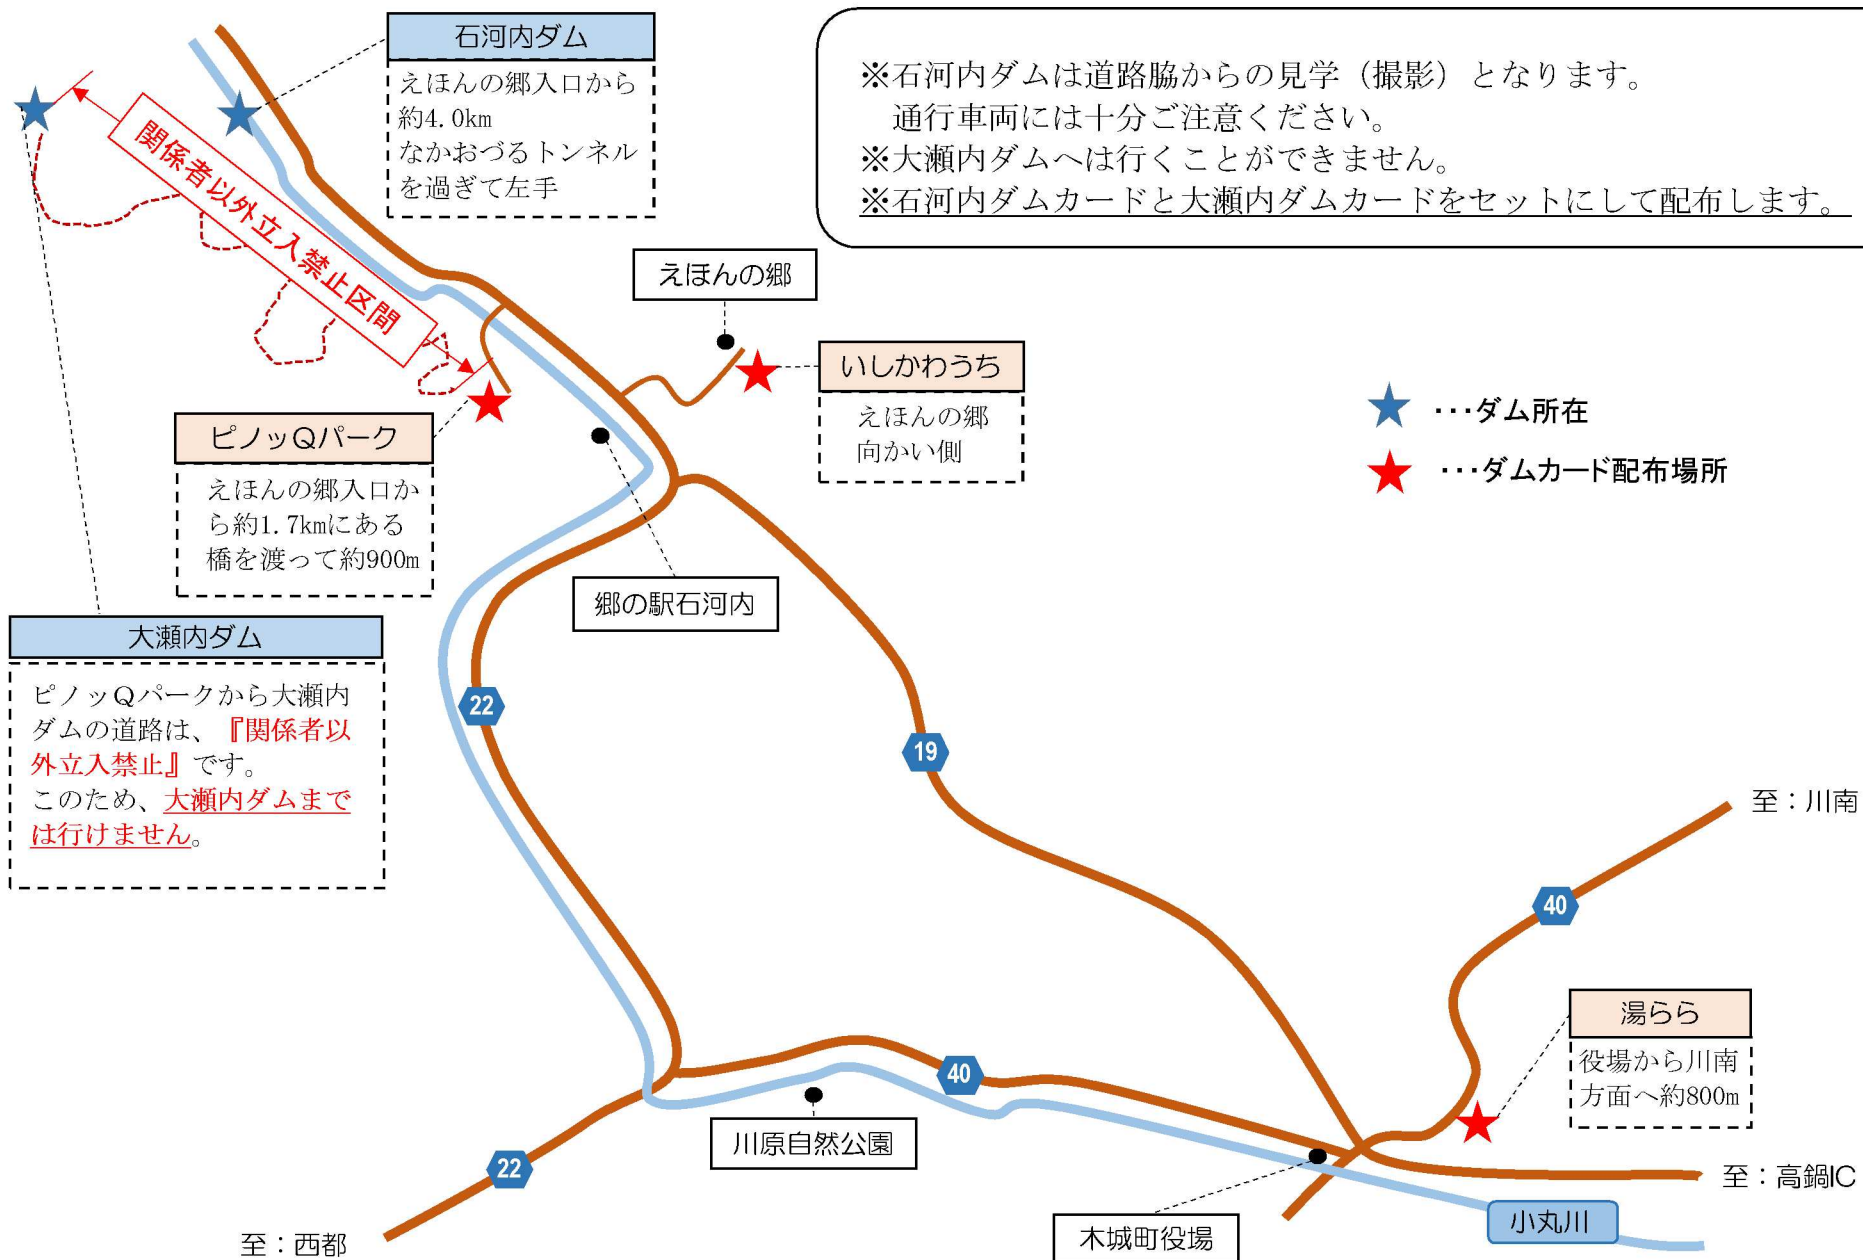 石河内ダム
えほんの郷入口から
約4.0km
なかおづるトンネル
を過ぎて左手
※石河内ダムは道路脇からの見学（撮影）となります。
通行車両には十分ご注意ください。
※大瀬内ダムへは行くことができません。
※石河内ダムカードと大瀬内ダムカードをセットにして配布します。
関係者以外立入禁止区間
えほんの郷
いしかわうち
えほんの郷
向かい側
・・・ダム所在
・・・ダムカード配布場所
ピノッQパーク
えほんの郷入口か
ら約1.7kmにある
橋を渡って約900m
郷の駅石河内
大瀬内ダム
ピノッQパークから大瀬内
ダムの道路は、『関係者以
外立入禁止』です。
このため、大瀬内ダムまで
は行けません。
22
19
至：川南
40
湯らら
役場から川南
方面へ約800m
40
川原自然公園
22
至：高鍋IC
小丸川
木城町役場
至：西都